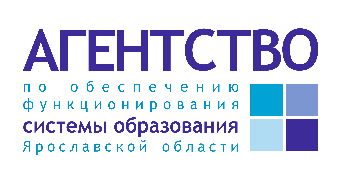 АГЕНТСТВО
по обеспечению
функционирования
системы образования
Ярославской области